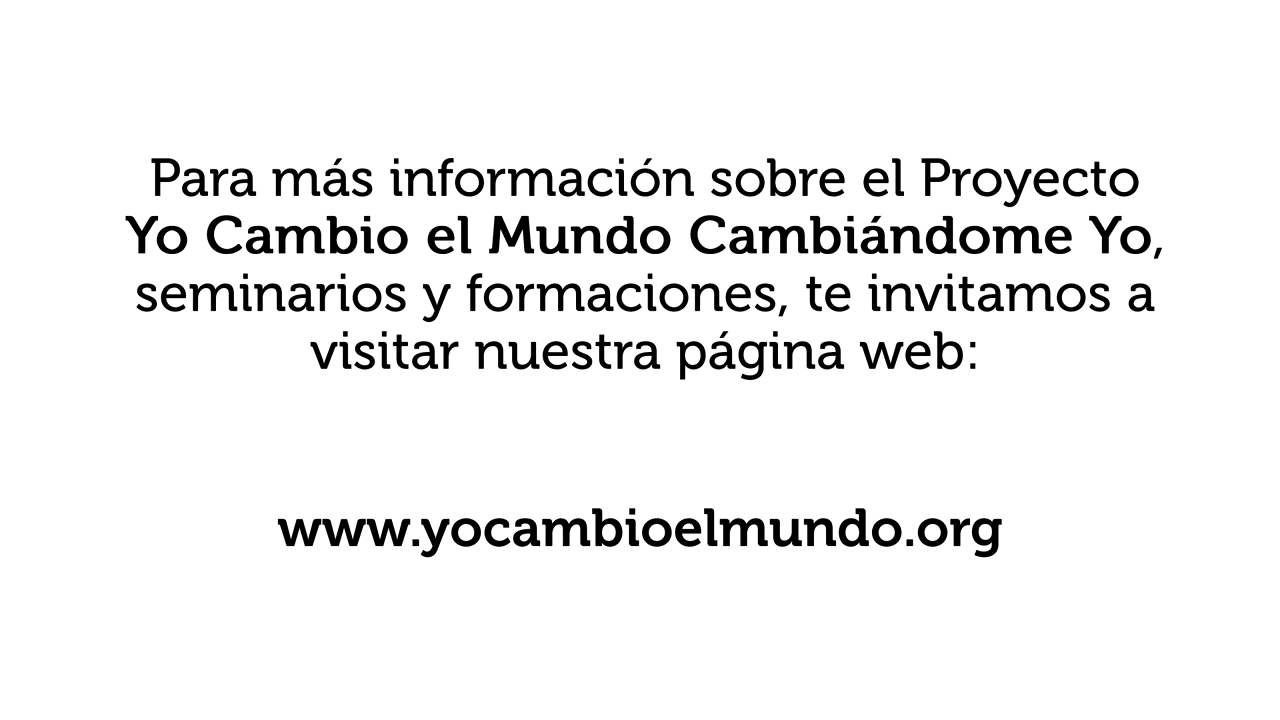 Para más información sobre el Proyecto
Yo Cambio el Mundo Cambiándome Yo,
seminarios y formaciones, te invitamos a
visitar nuestra página web:
www.yocambioelmundo.org